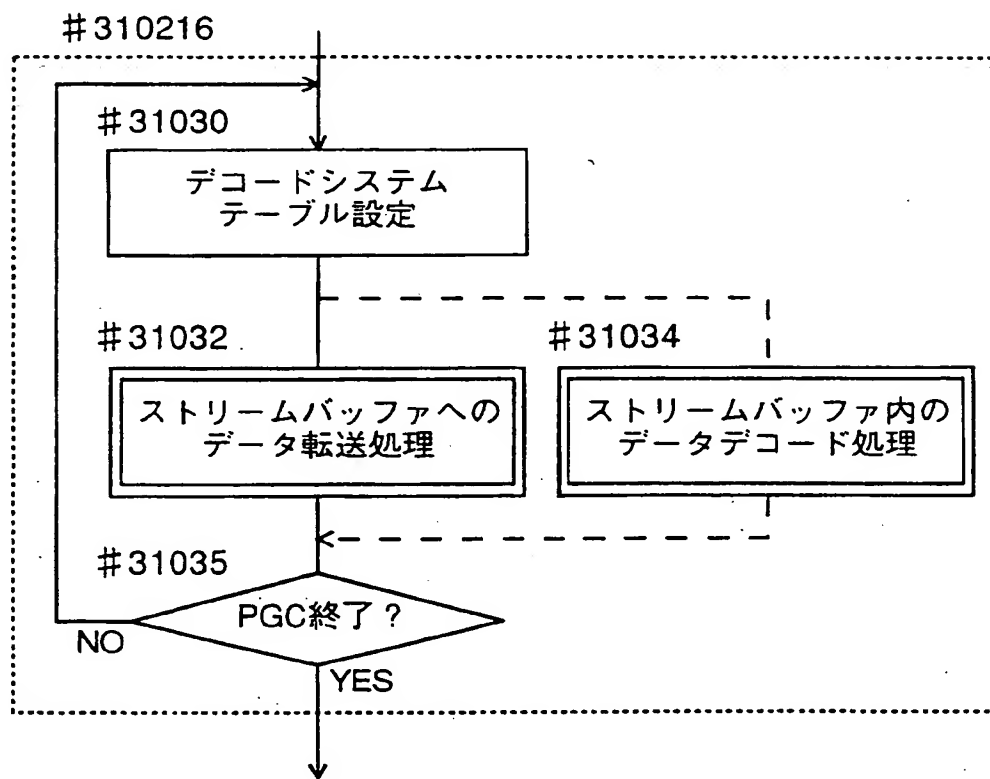 #310216
#31030
デコードシステム
テーブル設定
#31032
#31034
ストリームバッファへの
データ転送処理
ストリームバッファ内の
データデコード処理
#31035
PGC終了?
NO
YES